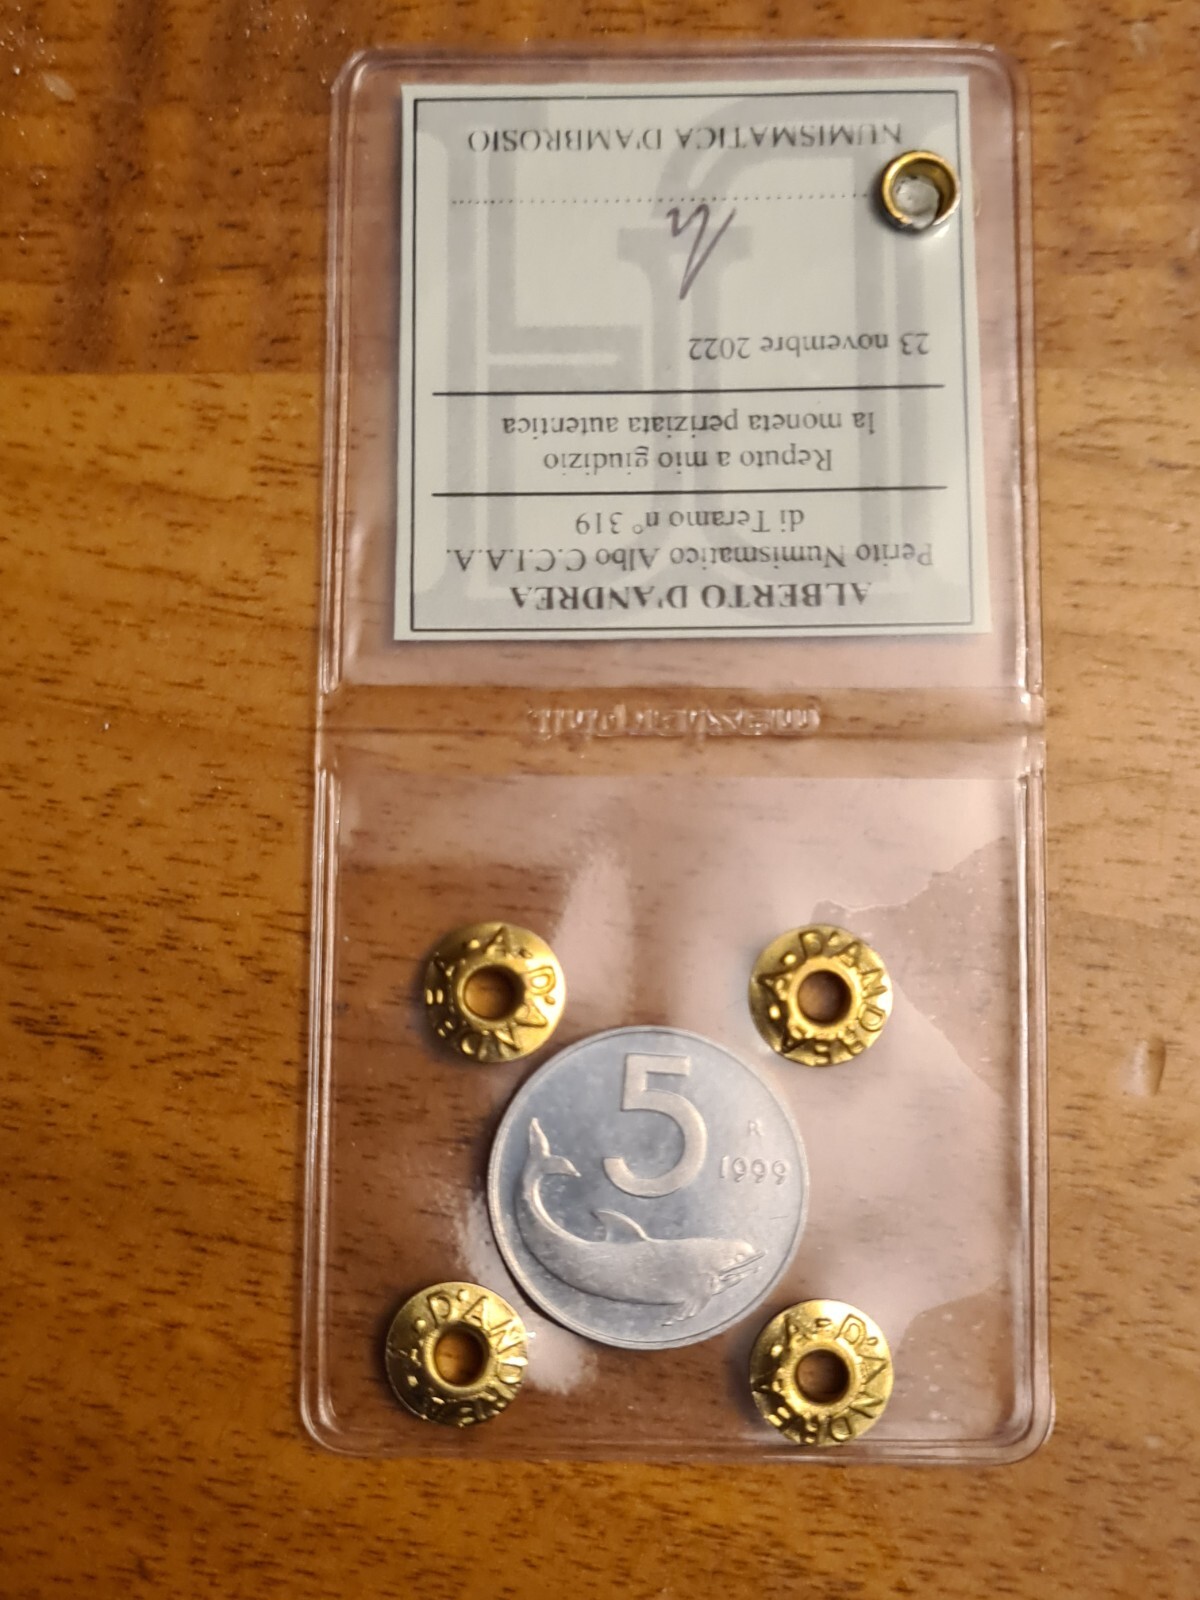 ALBERTO D'ANDREA
Perito Numismatico Albo C.C.I.A.A.
di Teramo n° 319
Reputo a mio giudizio
la moneta periziata autentica
23 novembre 2022
NUMISMATICA D'AMBROSIO
masterphil
A-D'ANDREA
A-D'ANDREA
5
R
1999
A-D'ANDREA
A-D'ANDREA